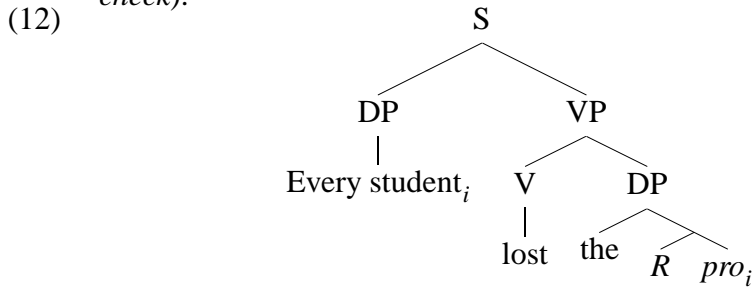 check).
(12) S
DP VP
Every student_i V DP
lost the R pro_i